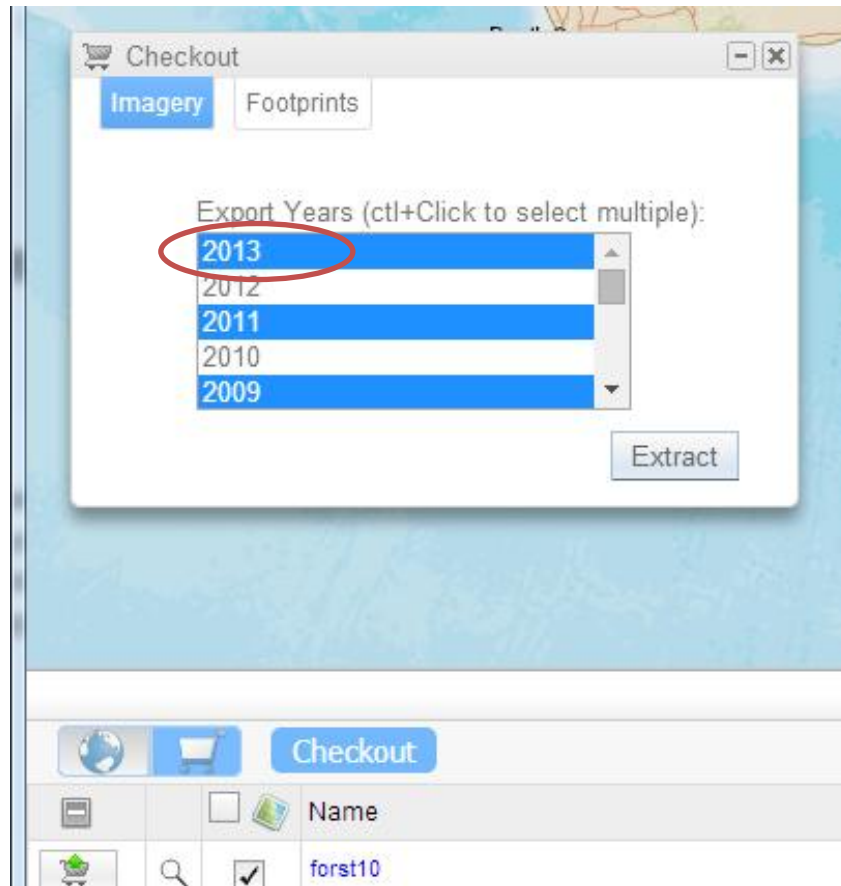 Checkout
Imagery Footprints
Export Years (ctl+Click to select multiple):
2013
2012
2011
2010
2009
Extract
Checkout
Name
forst10